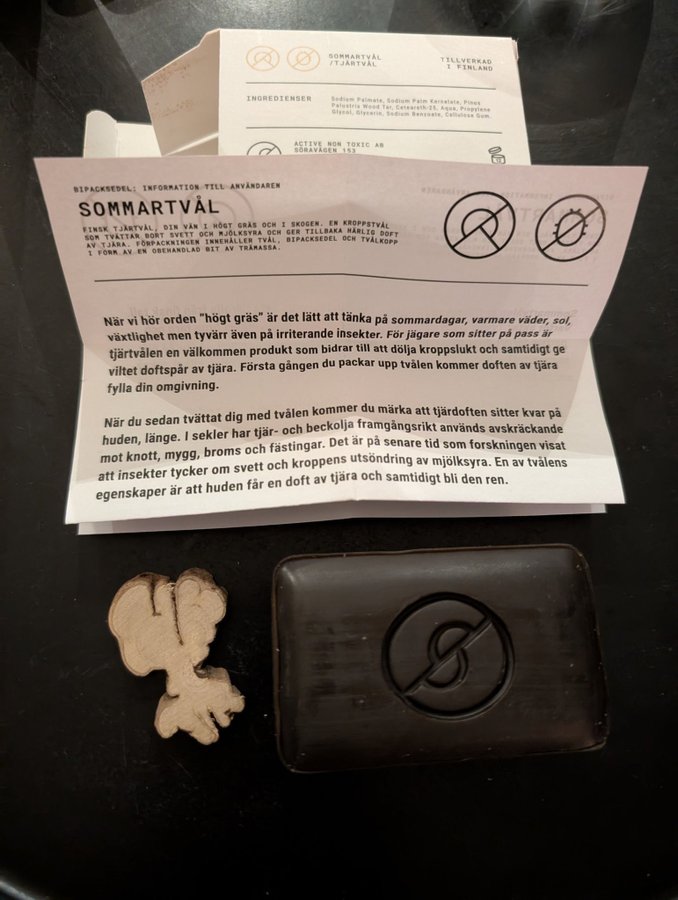 SOMMARTVÅL
/TJÄRTVÅL
TILLVERKAD
I FINLAND
INGREDIENSER
Sodium Palmate, Sodium Palm Kernelate, Pinus
Palustris Wood Tar, Ceteareth-25, Aqua, Propylene
Glycol, Glycerin, Sodium Benzoate, Cellulose Gum.
ACTIVE NON TOXIC AB
SÖRAVÄGEN 153
BIPACKSEDEL: INFORMATION TILL ANVÄNDAREN
SOMMARTVÅL
FINSK TJÄRTVÅL, DIN VÄN I HÖGT GRÄS OCH I SKOGEN. EN KROPPSTVÅL
SOM TVÄTTAR BORT SVETT OCH MJÖLKSYRA OCH GER TILLBAKA HÄRLIG DOFT
AV TJÄRA. FÖRPACKNINGEN INNEHÅLLER TVÅL, BIPACKSEDEL OCH TVÅLKOPP
I FORM AV EN OBEHANDLAD BIT AV TRÄMASSA.
När vi hör orden ”högt gräs” är det lätt att tänka på sommardagar, varmare väder, sol,
växtlighet men tyvärr även på irriterande insekter. För jägare som sitter på pass är
tjärtvålen en välkommen produkt som bidrar till att dölja kroppslukt och samtidigt ge
viltet doftspår av tjära. Första gången du packar upp tvålen kommer doften av tjära
fylla din omgivning.
När du sedan tvättat dig med tvålen kommer du märka att tjärdoften sitter kvar på
huden, länge. I sekler har tjär- och beckolja framgångsrikt används avskräckande
mot knott, mygg, broms och fästingar. Det är på senare tid som forskningen visat
att insekter tycker om svett och kroppens utsöndring av mjölksyra. En av tvålens
egenskaper är att huden får en doft av tjära och samtidigt bli den ren.